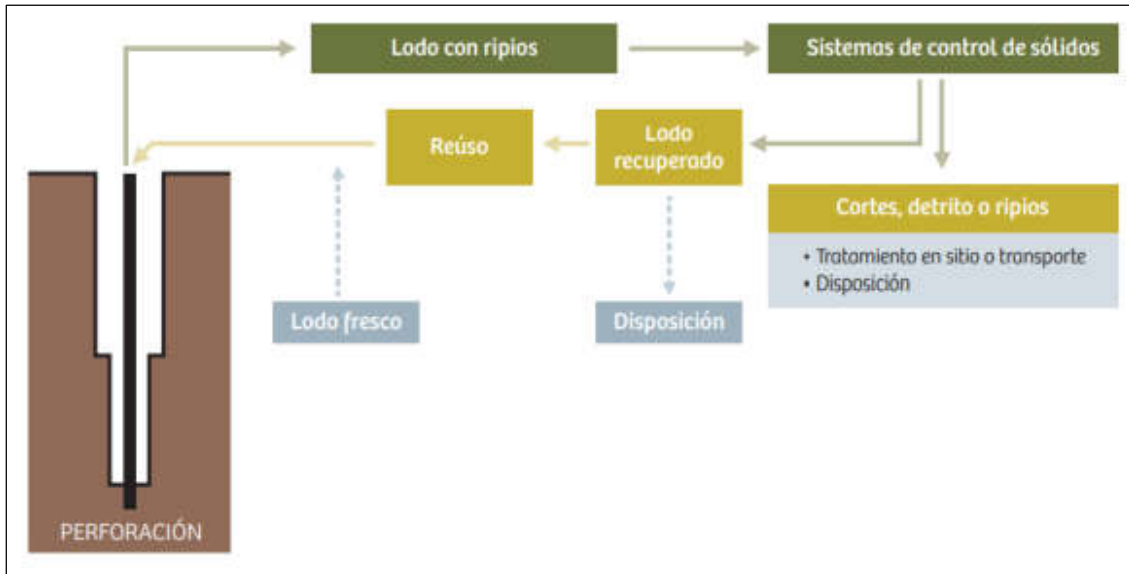 Lodo con ripios
Sistemas de control de sólidos
Reúso
Lodo
recuperado
Cortes, detrito o ripios
• Tratamiento en sitio o transporte
• Disposición
Lodo fresco
Disposición
PERFORACIÓN